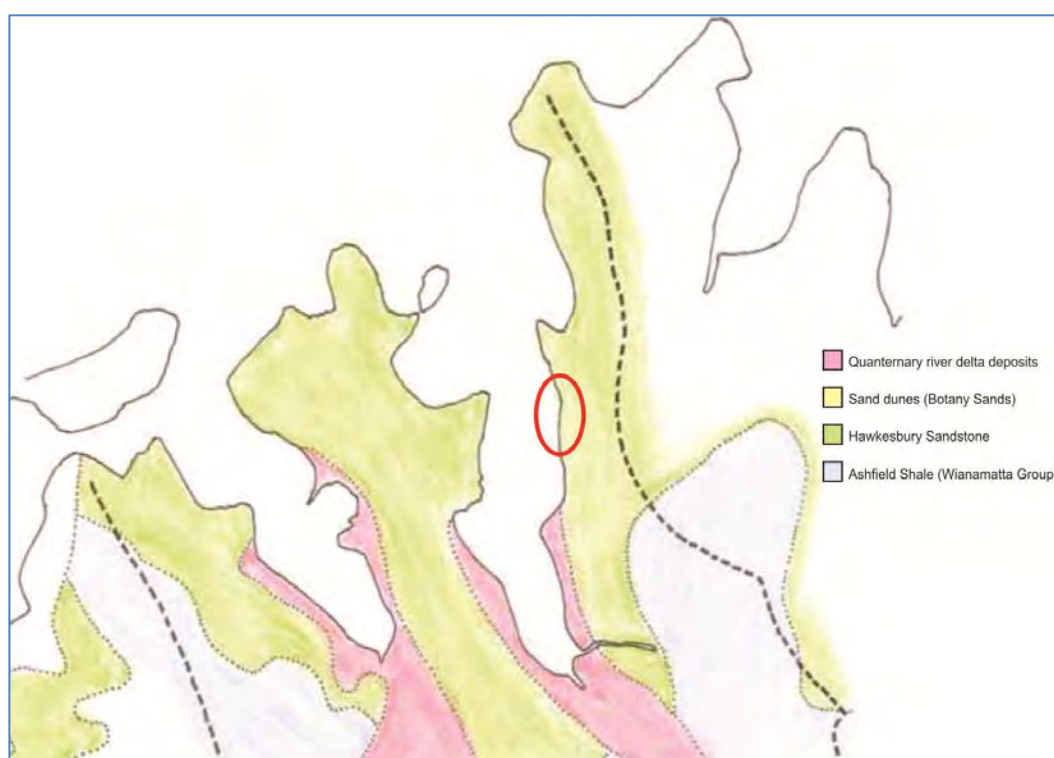 Quanternary river delta deposits
Sand dunes (Botany Sands)
Hawkesbury Sandstone
Ashfield Shale (Wianamatta Group